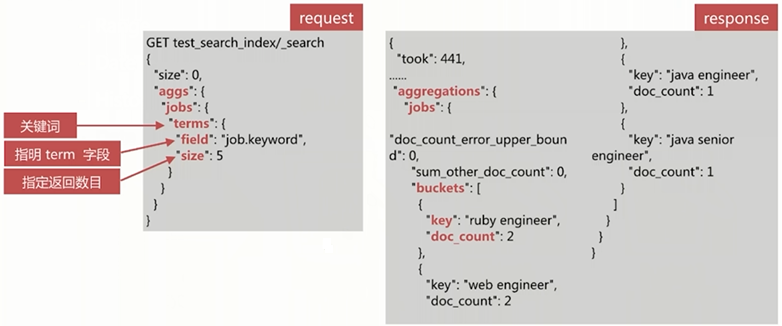 request
GET test_search_index/_search
{
"size": 0,
"aggs": {
"jobs": {
"terms": {
"field": "job.keyword",
"size": 5
}
}
}
}
关键词
指明 term 字段
指定返回数目
response
{
"took": 441,
......
"aggregations": {
"jobs": {
"doc_count_error_upper_boun
d": 0,
"sum_other_doc_count": 0,
"buckets": [
{
"key": "ruby engineer",
"doc_count": 2
},
{
"key": "web engineer",
"doc_count": 2
},
{
"key": "java engineer",
"doc_count": 1
},
{
"key": "java senior
engineer",
"doc_count": 1
}
]
}
}
}